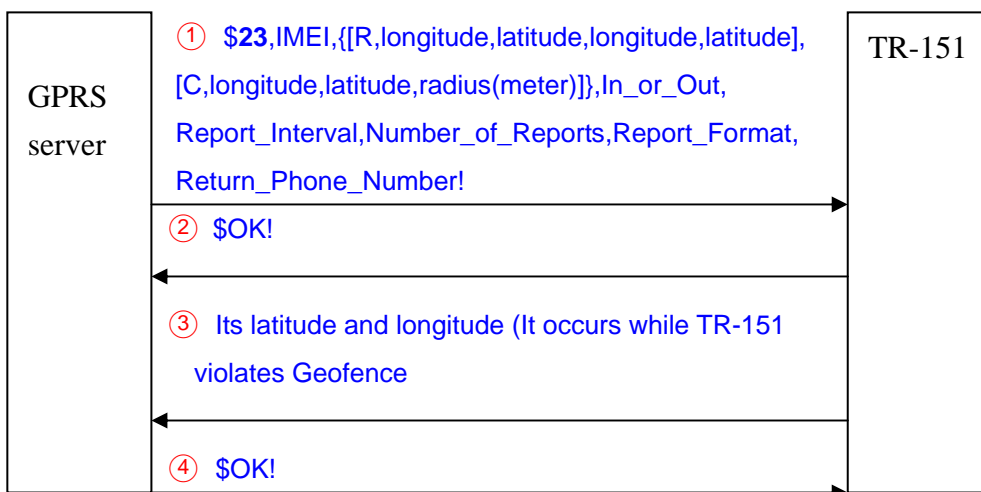 GPRS
server
① $23,IMEI,{[R,longitude,latitude,longitude,latitude],
[C,longitude,latitude,radius(meter)]},In_or_Out,
Report_Interval,Number_of_Reports,Report_Format,
Return_Phone_Number!
TR-151
② $OK!
③ Its latitude and longitude (It occurs while TR-151
violates Geofence
④ $OK!